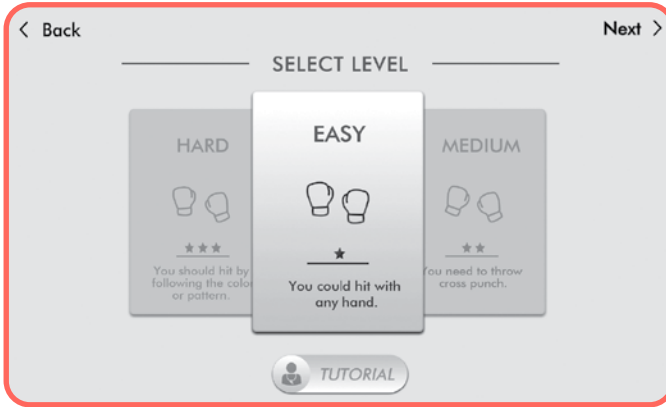 Back
Next
SELECT LEVEL
HARD
You should hit by
following the colo
or pattern.
EASY
You could hit with
any hand.
MEDIUM
You need to throw
cross punch.
TUTORIAL